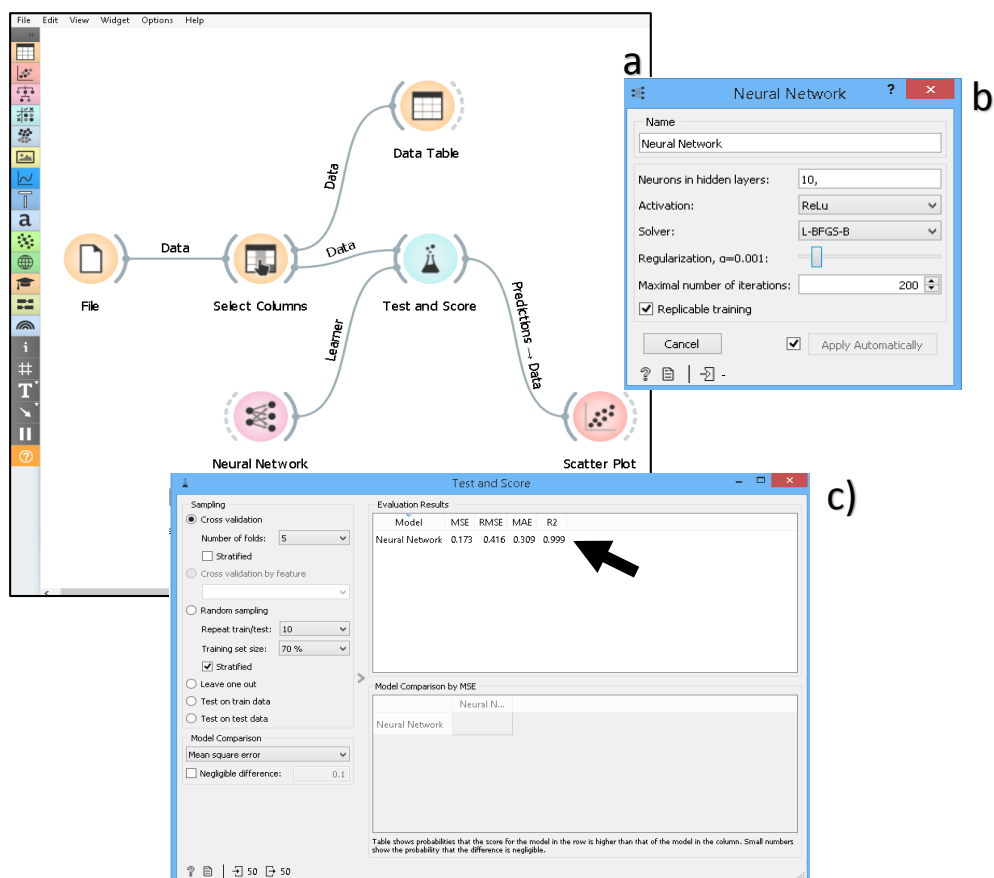 File Edit View Widget Options Help
a
Data Table
Data
Data
Data
File
Select Columns
Test and Score
Learner
Predictions → Data
Neural Network
Scatter Plot
b
Neural Network ? ×
Name
Neural Network
Neurons in hidden layers: 10,
Activation: ReLu
Solver: L-BFGS-B
Regularization, α=0.001:
Maximal number of iterations: 200
Replicable training
Cancel Apply Automatically
? -
c)
Test and Score
Sampling
Cross validation
Number of folds: 5
Stratified
Cross validation by feature
Random sampling
Repeat train/test: 10
Training set size: 70 %
Stratified
Leave one out
Test on train data
Test on test data
Model Comparison
Mean square error
Negligible difference: 0.1
? 50 50
Evaluation Results
Model MSE RMSE MAE R2
Neural Network 0.173 0.416 0.309 0.999
Model Comparison by MSE
Neural N...
Neural Network
Table shows probabilities that the score for the model in the row is higher than that of the model in the column. Small numbers
show the probability that the difference is negligible.
a
i
#
T
?